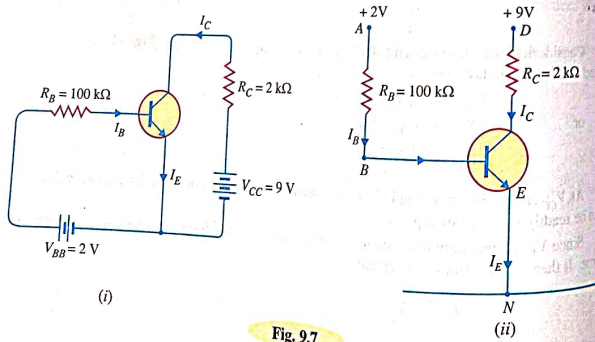 I_C
R_B = 100 kΩ
I_B
R_C = 2 kΩ
I_E
V_CC = 9 V
V_BB = 2 V
(i)
+ 2V
A
R_B = 100 kΩ
I_B
B
+ 9V
D
R_C = 2 kΩ
I_C
E
I_E
N
(ii)
Fig. 9.7